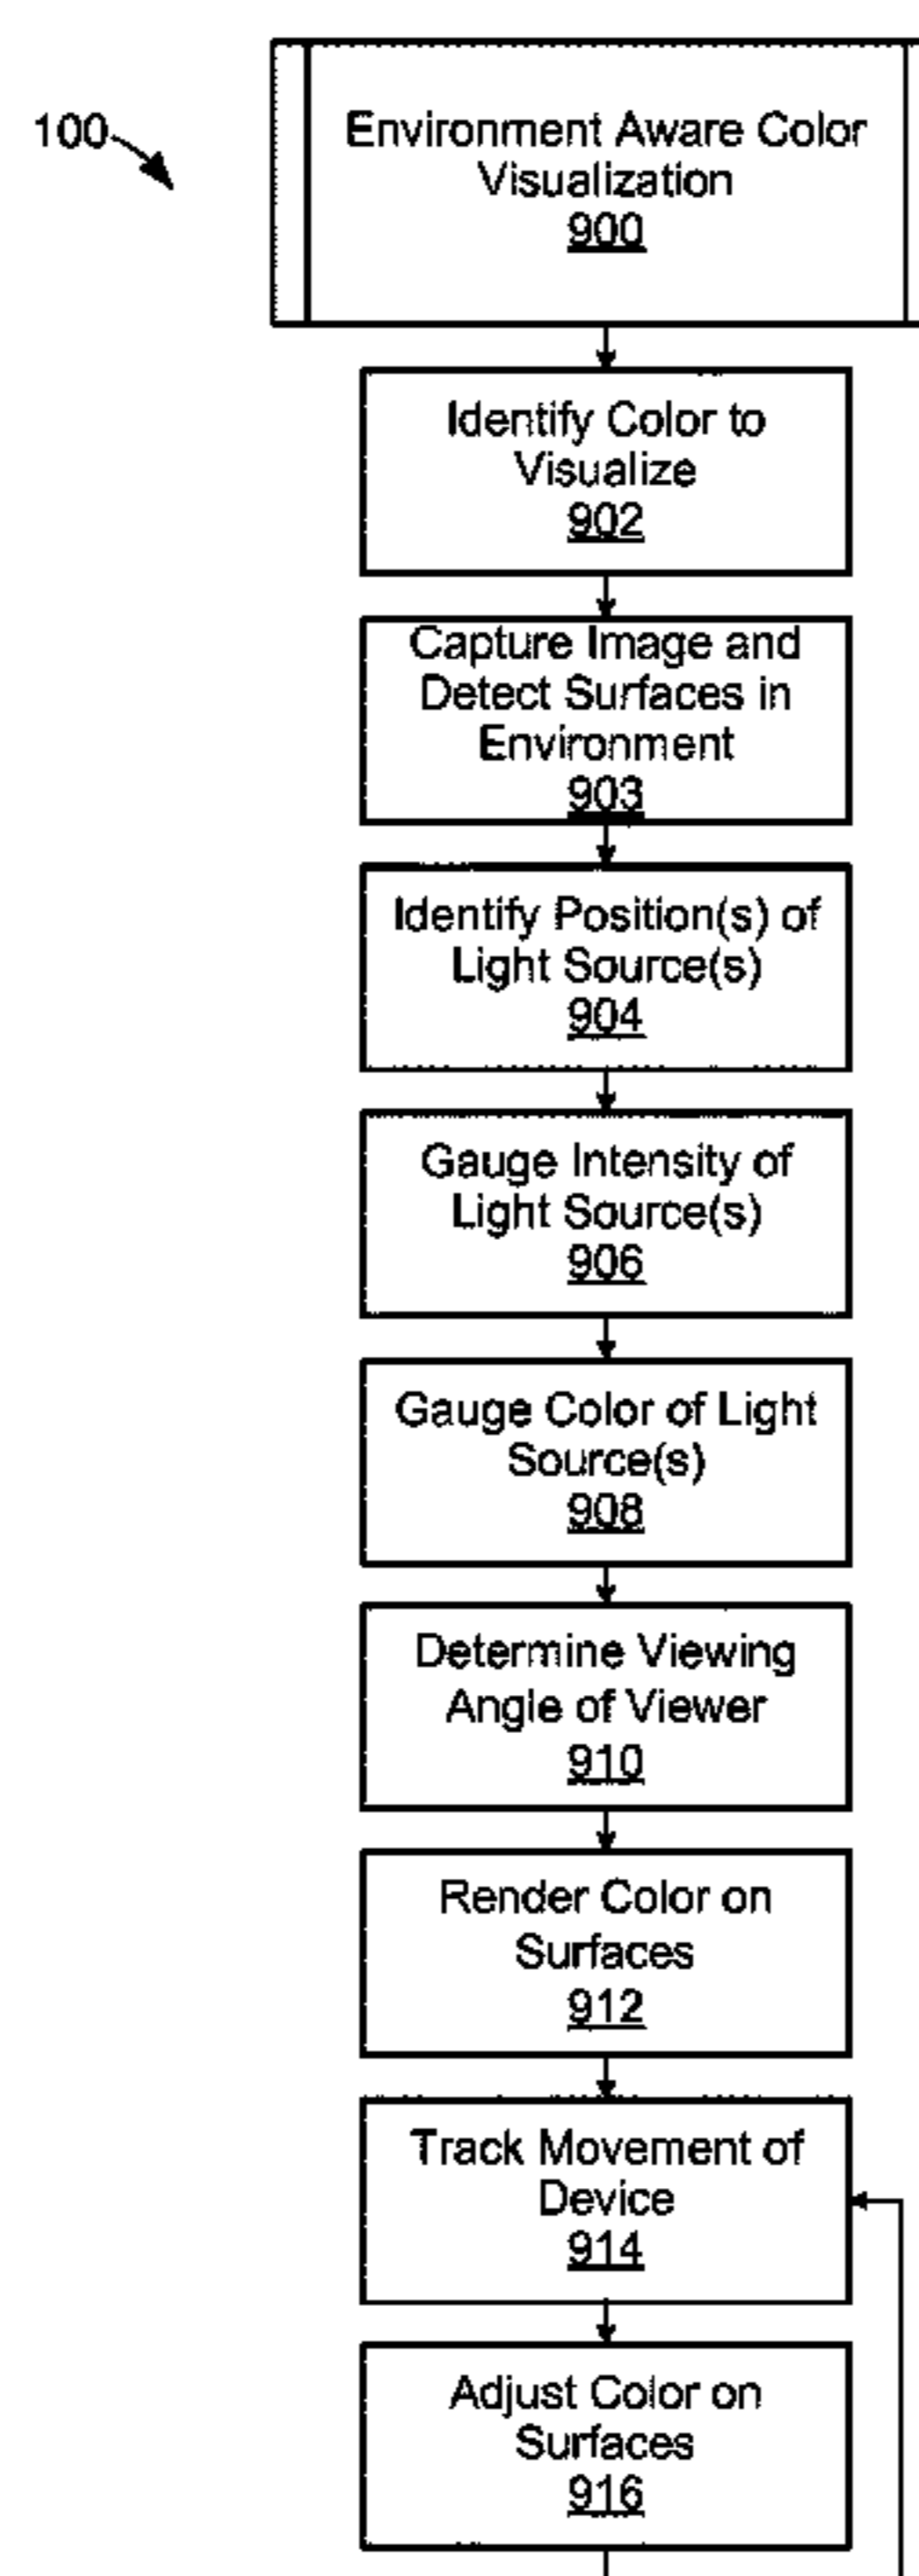 100
Environment Aware Color
Visualization
900
Identify Color to
Visualize
902
Capture Image and
Detect Surfaces in
Environment
903
Identify Position(s) of
Light Source(s)
904
Gauge Intensity of
Light Source(s)
906
Gauge Color of Light
Source(s)
908
Determine Viewing
Angle of Viewer
910
Render Color on
Surfaces
912
Track Movement of
Device
914
Adjust Color on
Surfaces
916